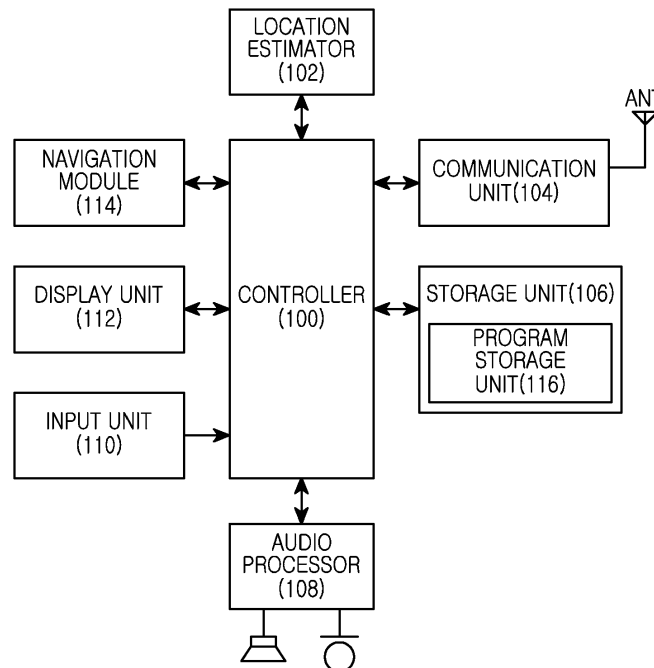 LOCATION
ESTIMATOR
(102)
ANT
NAVIGATION
MODULE
(114)
COMMUNICATION
UNIT(104)
DISPLAY UNIT
(112)
CONTROLLER
(100)
STORAGE UNIT(106)
PROGRAM
STORAGE
UNIT(116)
INPUT UNIT
(110)
AUDIO
PROCESSOR
(108)